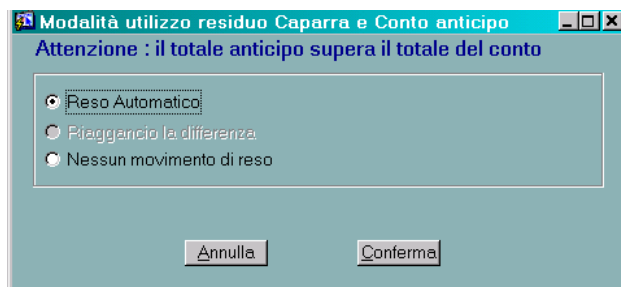 Modalità utilizzo residuo Caparra e Conto anticipo
Attenzione : il totale anticipo supera il totale del conto
Reso Automatico
Riaggancio la differenza
Nessun movimento di reso
Annulla Conferma